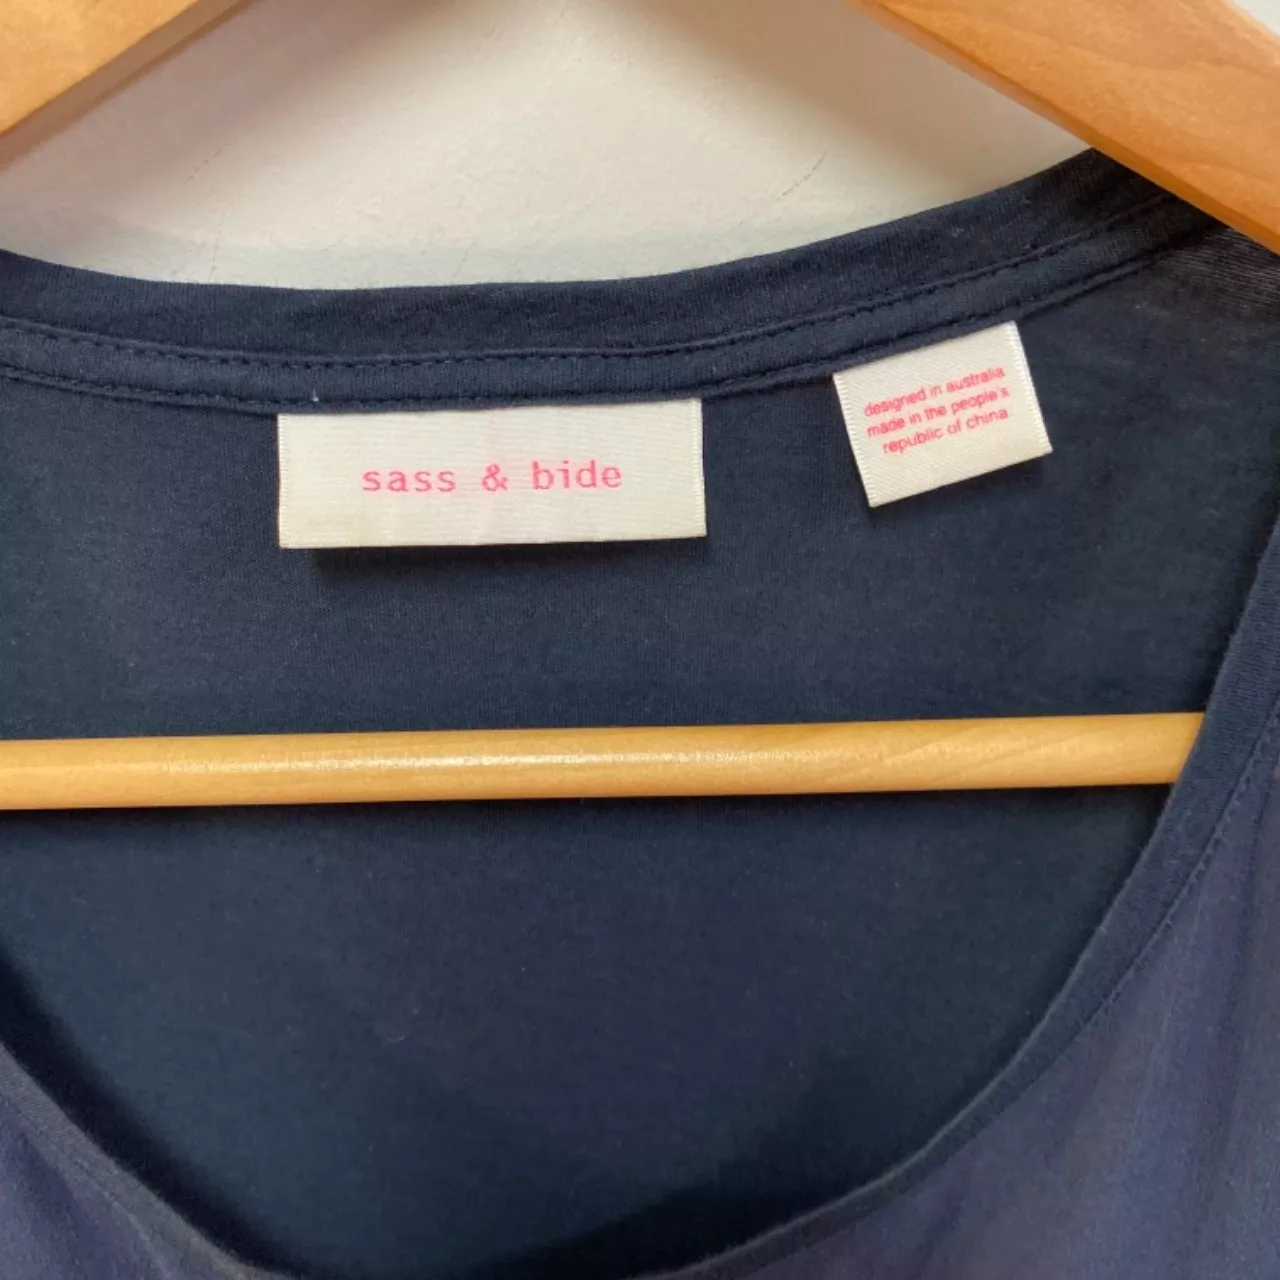 sass & bide
designed in australia
made in the people's
republic of china